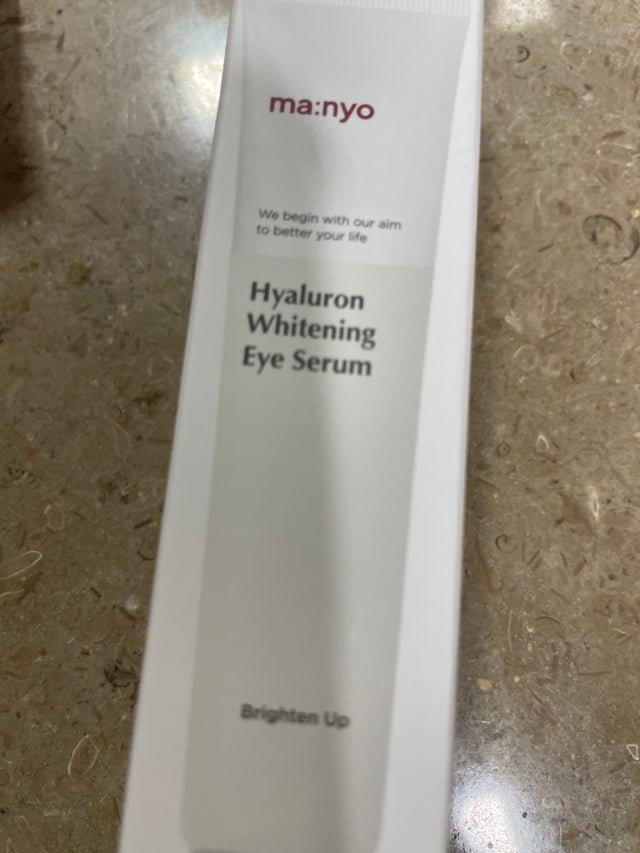 ma:nyo
We begin with our aim
to better your life
Hyaluron
Whitening
Eye Serum
Brighten Up